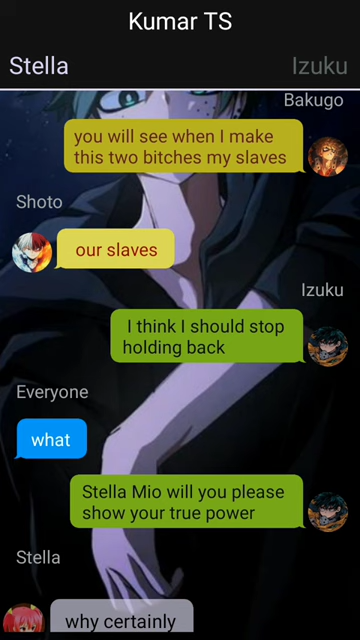 Kumar TS
Stella
Izuku
Bakugo
you will see when I make
this two bitches my slaves
Shoto
our slaves
Izuku
I think I should stop
holding back
Everyone
what
Stella Mio will you please
show your true power
Stella
why certainly